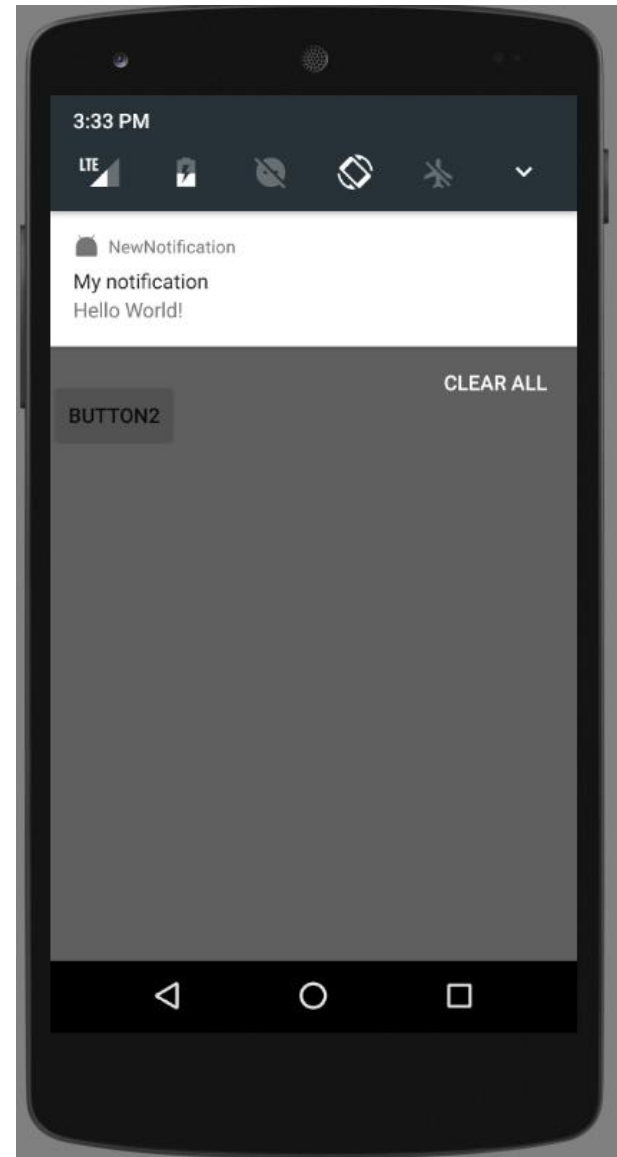 3:33 PM
LTE
NewNotification
My notification
Hello World!
CLEAR ALL
BUTTON2